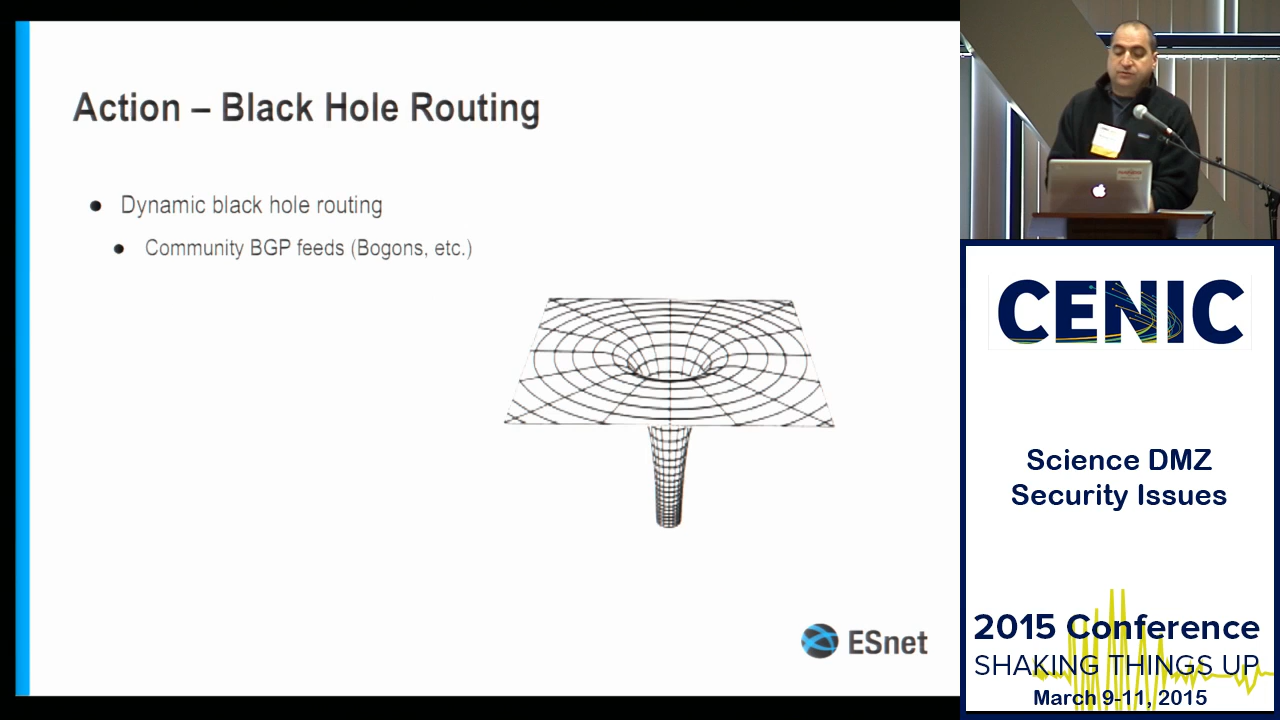 Action – Black Hole Routing
● Dynamic black hole routing
● Community BGP feeds (Bogons, etc.)
ESnet
CENIC
Science DMZ
Security Issues
2015 Conference
SHAKING THINGS UP
March 9-11, 2015